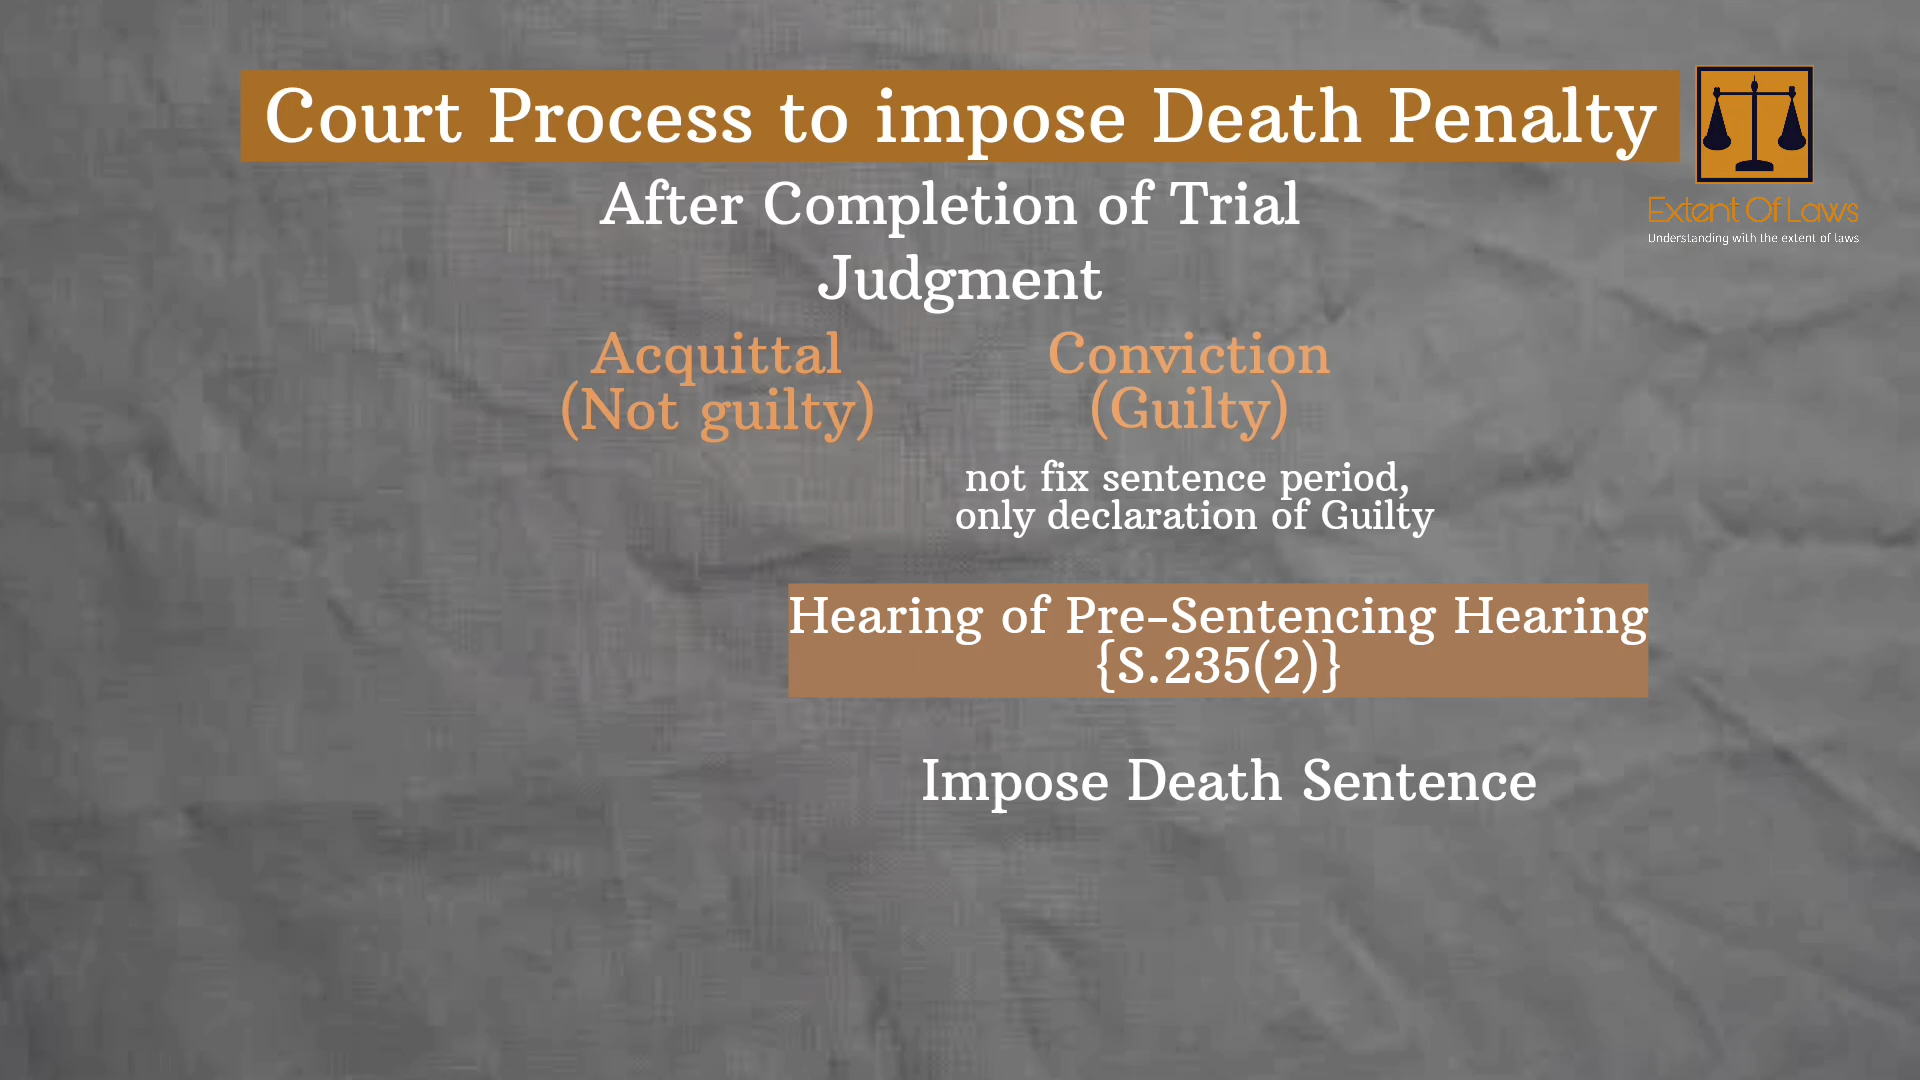 Court Process to impose Death Penalty
Extent Of Laws
Understanding with the extent of laws
After Completion of Trial
Judgment
Acquittal
(Not guilty)
Conviction
(Guilty)
not fix sentence period,
only declaration of Guilty
Hearing of Pre-Sentencing Hearing
{S.235(2)}
Impose Death Sentence